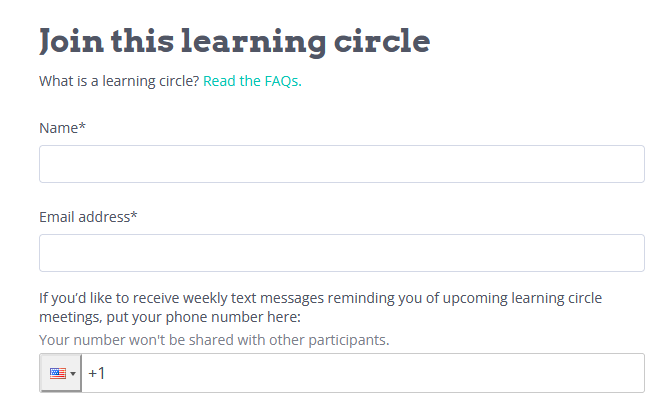 Join this learning circle
What is a learning circle? Read the FAQs.
Name*
Email address*
If you’d like to receive weekly text messages reminding you of upcoming learning circle
meetings, put your phone number here:
Your number won't be shared with other participants.
+1